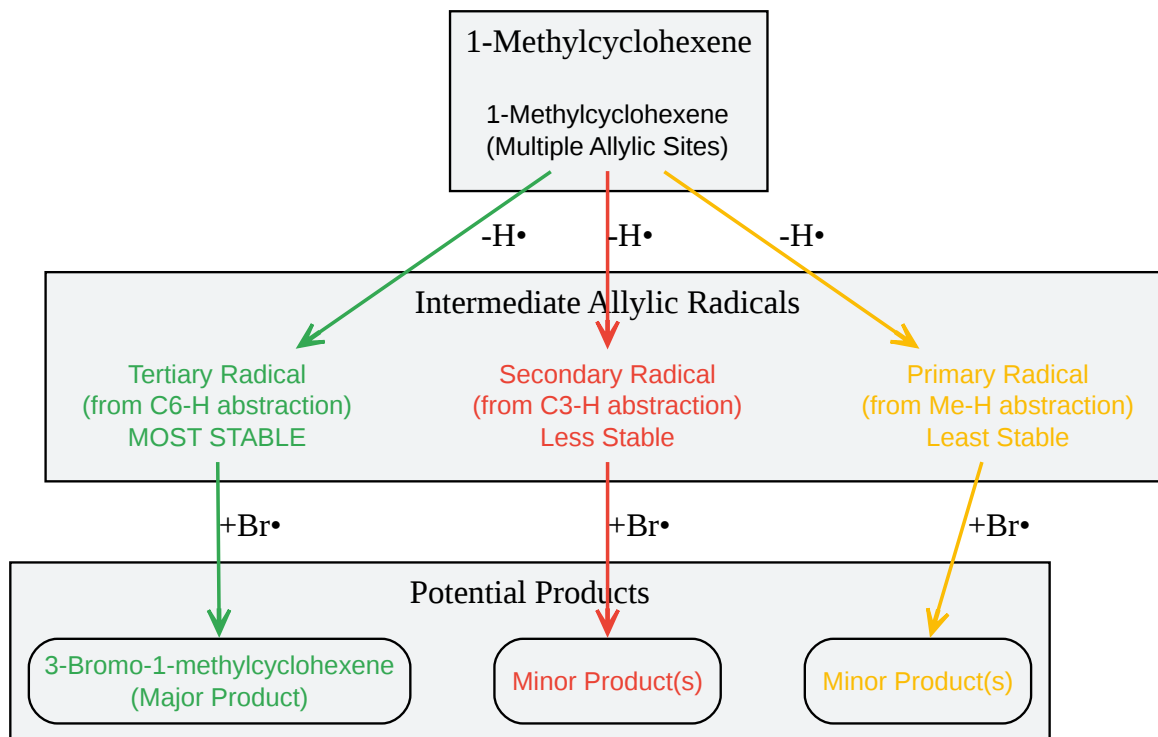 1-Methylcyclohexene
1-Methylcyclohexene
(Multiple Allylic Sites)
-H•
-H•
-H•
Intermediate Allylic Radicals
Tertiary Radical
(from C6-H abstraction)
MOST STABLE
Secondary Radical
(from C3-H abstraction)
Less Stable
Primary Radical
(from Me-H abstraction)
Least Stable
+Br•
+Br•
+Br•
Potential Products
3-Bromo-1-methylcyclohexene
(Major Product)
Minor Product(s)
Minor Product(s)